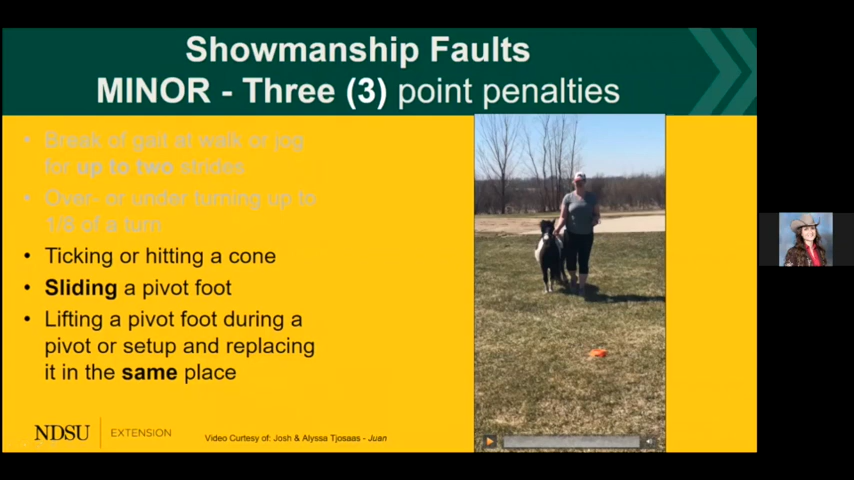 Showmanship Faults
MINOR - Three (3) point penalties
• Break of gait at walk or jog
for up to two strides
• Over- or under turning up to
1/8 of a turn
• Ticking or hitting a cone
• Sliding a pivot foot
• Lifting a pivot foot during a
pivot or setup and replacing
it in the same place
NDSU EXTENSION
Video Curtesy of: Josh & Alyssa Tjosaas - Juan